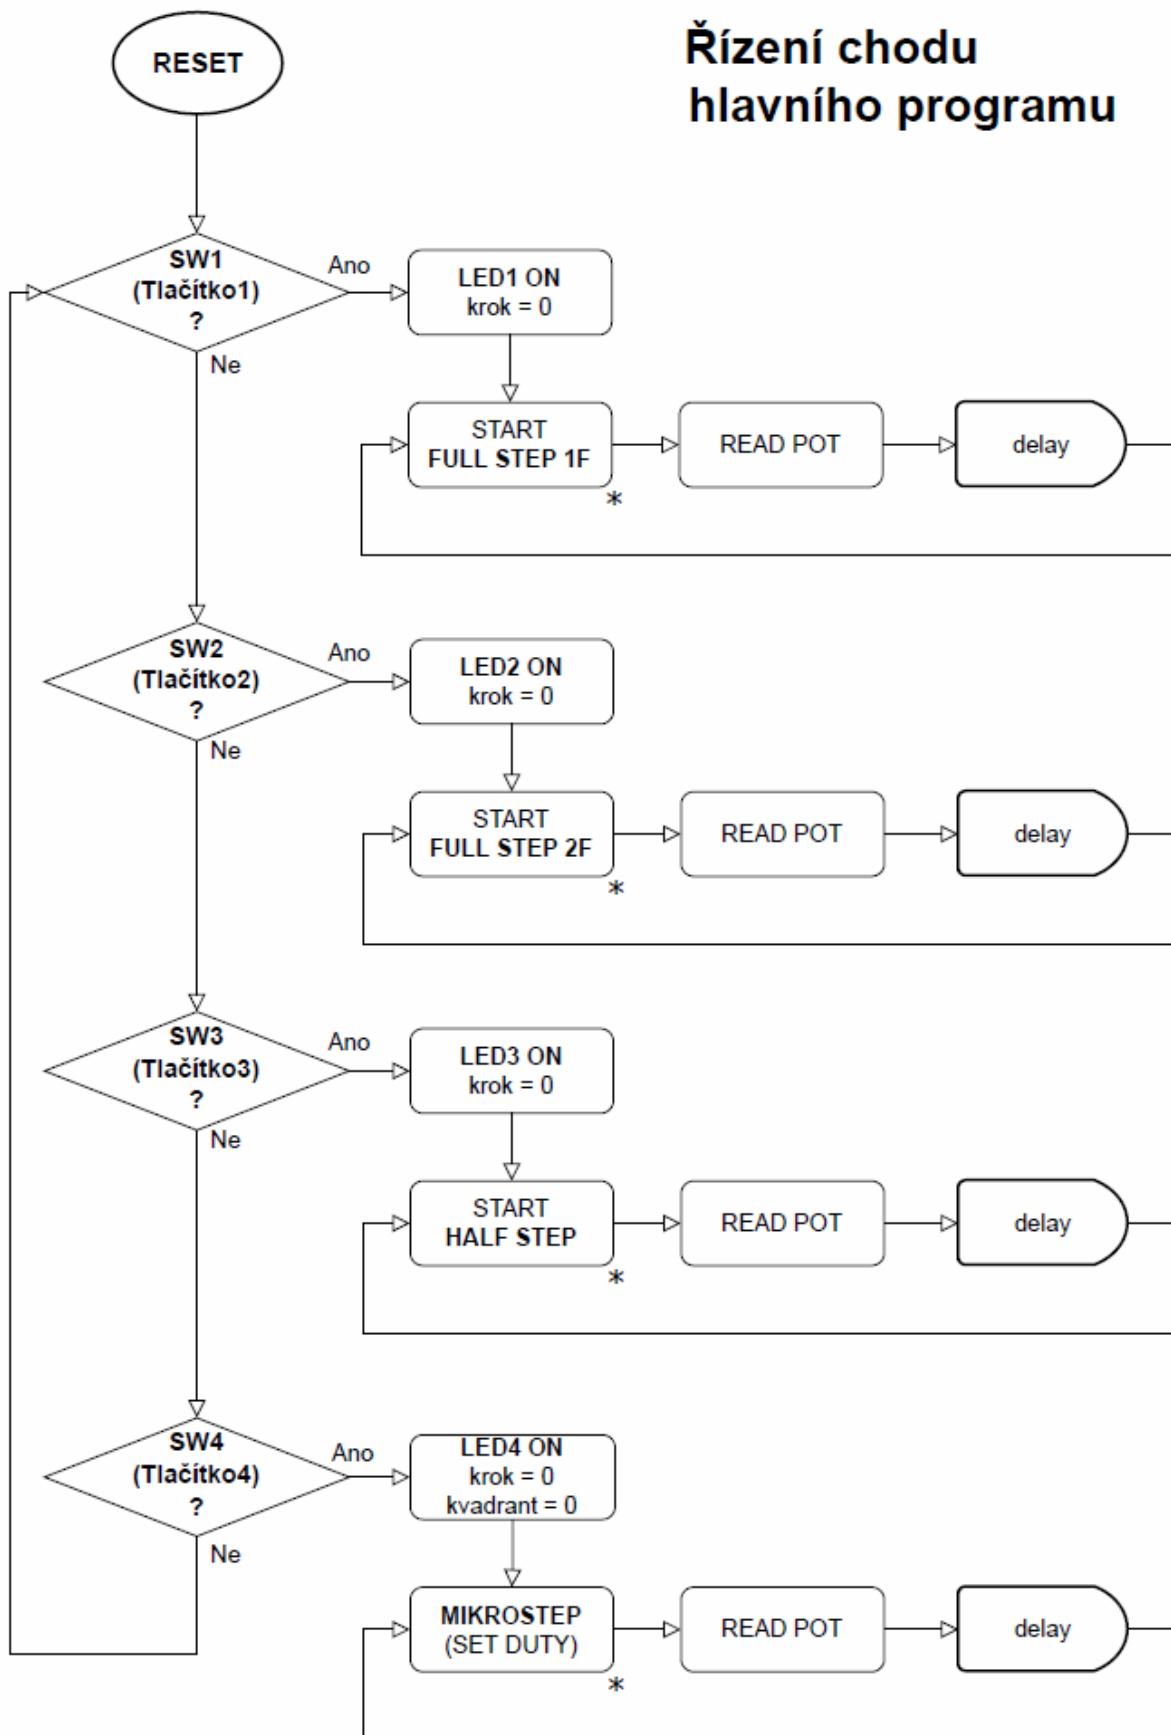 Řízení chodu
hlavního programu
RESET
SW1
(Tlačítko1)
?
Ano
Ne
LED1 ON
krok = 0
START
FULL STEP 1F
*
READ POT
delay
SW2
(Tlačítko2)
?
Ano
Ne
LED2 ON
krok = 0
START
FULL STEP 2F
*
READ POT
delay
SW3
(Tlačítko3)
?
Ano
Ne
LED3 ON
krok = 0
START
HALF STEP
*
READ POT
delay
SW4
(Tlačítko4)
?
Ano
Ne
LED4 ON
krok = 0
kvadrant = 0
MIKROSTEP
(SET DUTY)
*
READ POT
delay